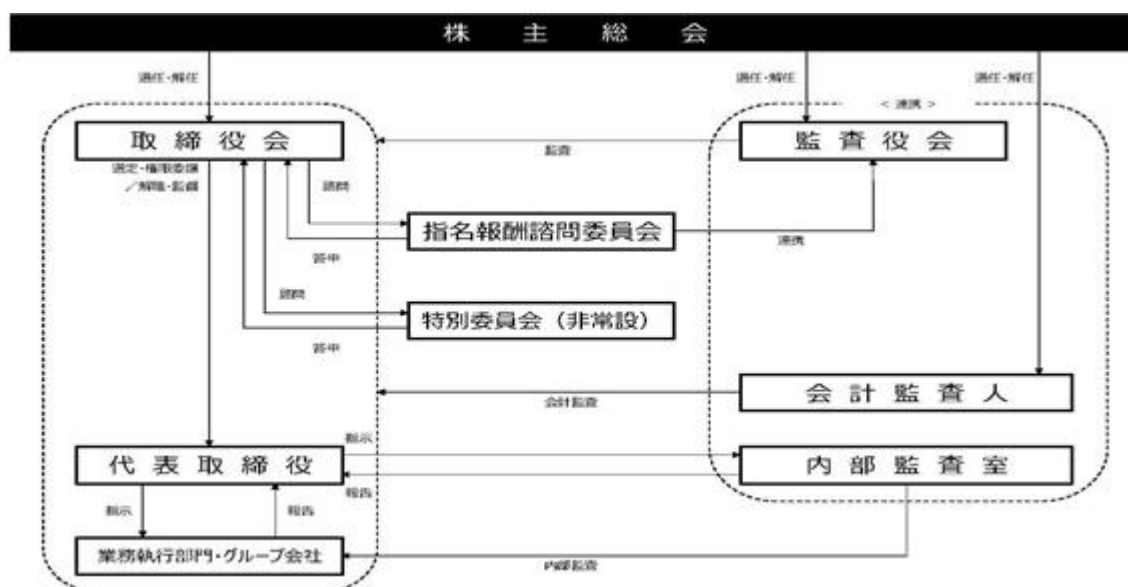 株主総会
選任・解任
選任・解任
選任・解任
< 連携 >
取締役会
監査役会
監査
選定・権限委譲
／解職・監督
諮問
指名報酬諮問委員会
連携
答申
諮問
特別委員会（非常設）
答申
会計監査人
会計監査
指示
代表取締役
内部監査室
報告
指示
報告
業務執行部門・グループ会社
内部監査